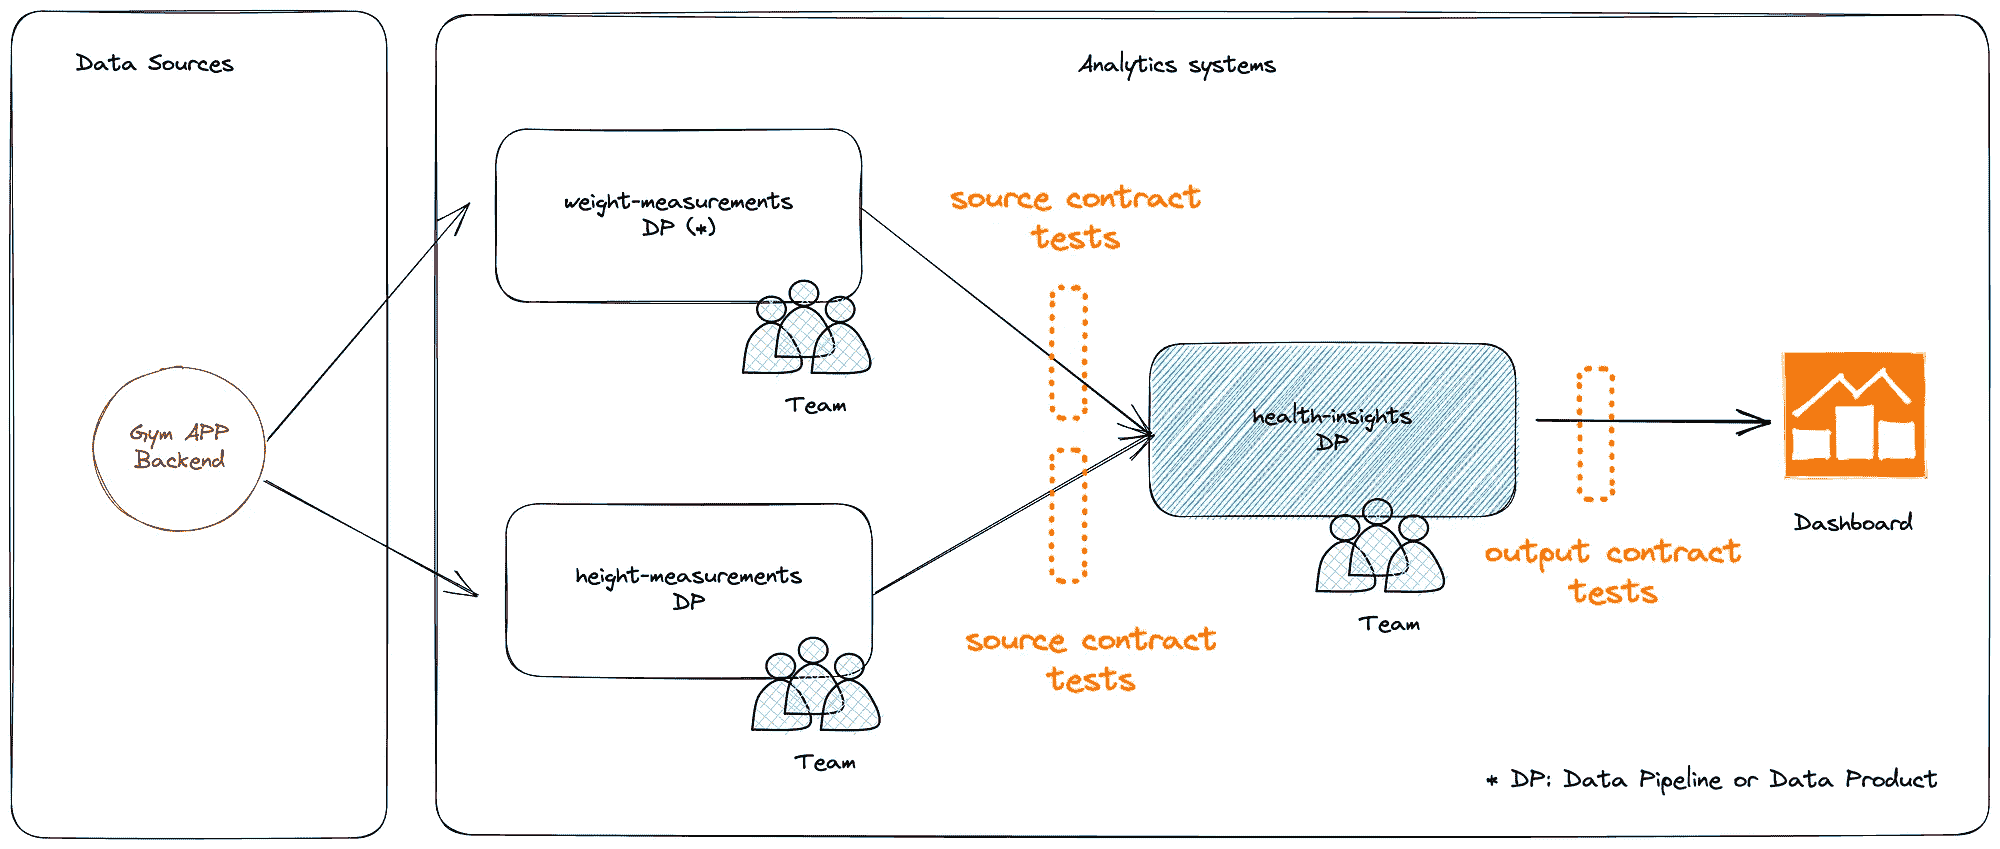 Data Sources
Analytics systems
weight-measurements
DP (*)
Team
source contract
tests
Gym APP
Backend
health-insights
DP
Team
Dashboard
output contract
tests
height-measurements
DP
Team
source contract
tests
* DP: Data Pipeline or Data Product